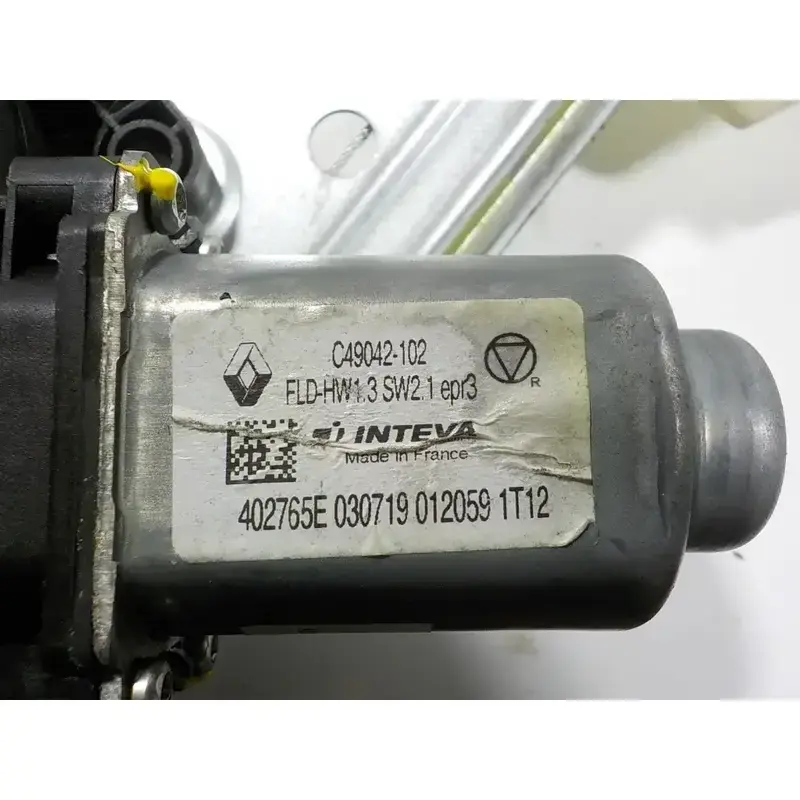 C49042-102
FLD-HW1.3 SW2.1 epr3
R
INTEVA
Made in France
402765E 030719 012059 1T12